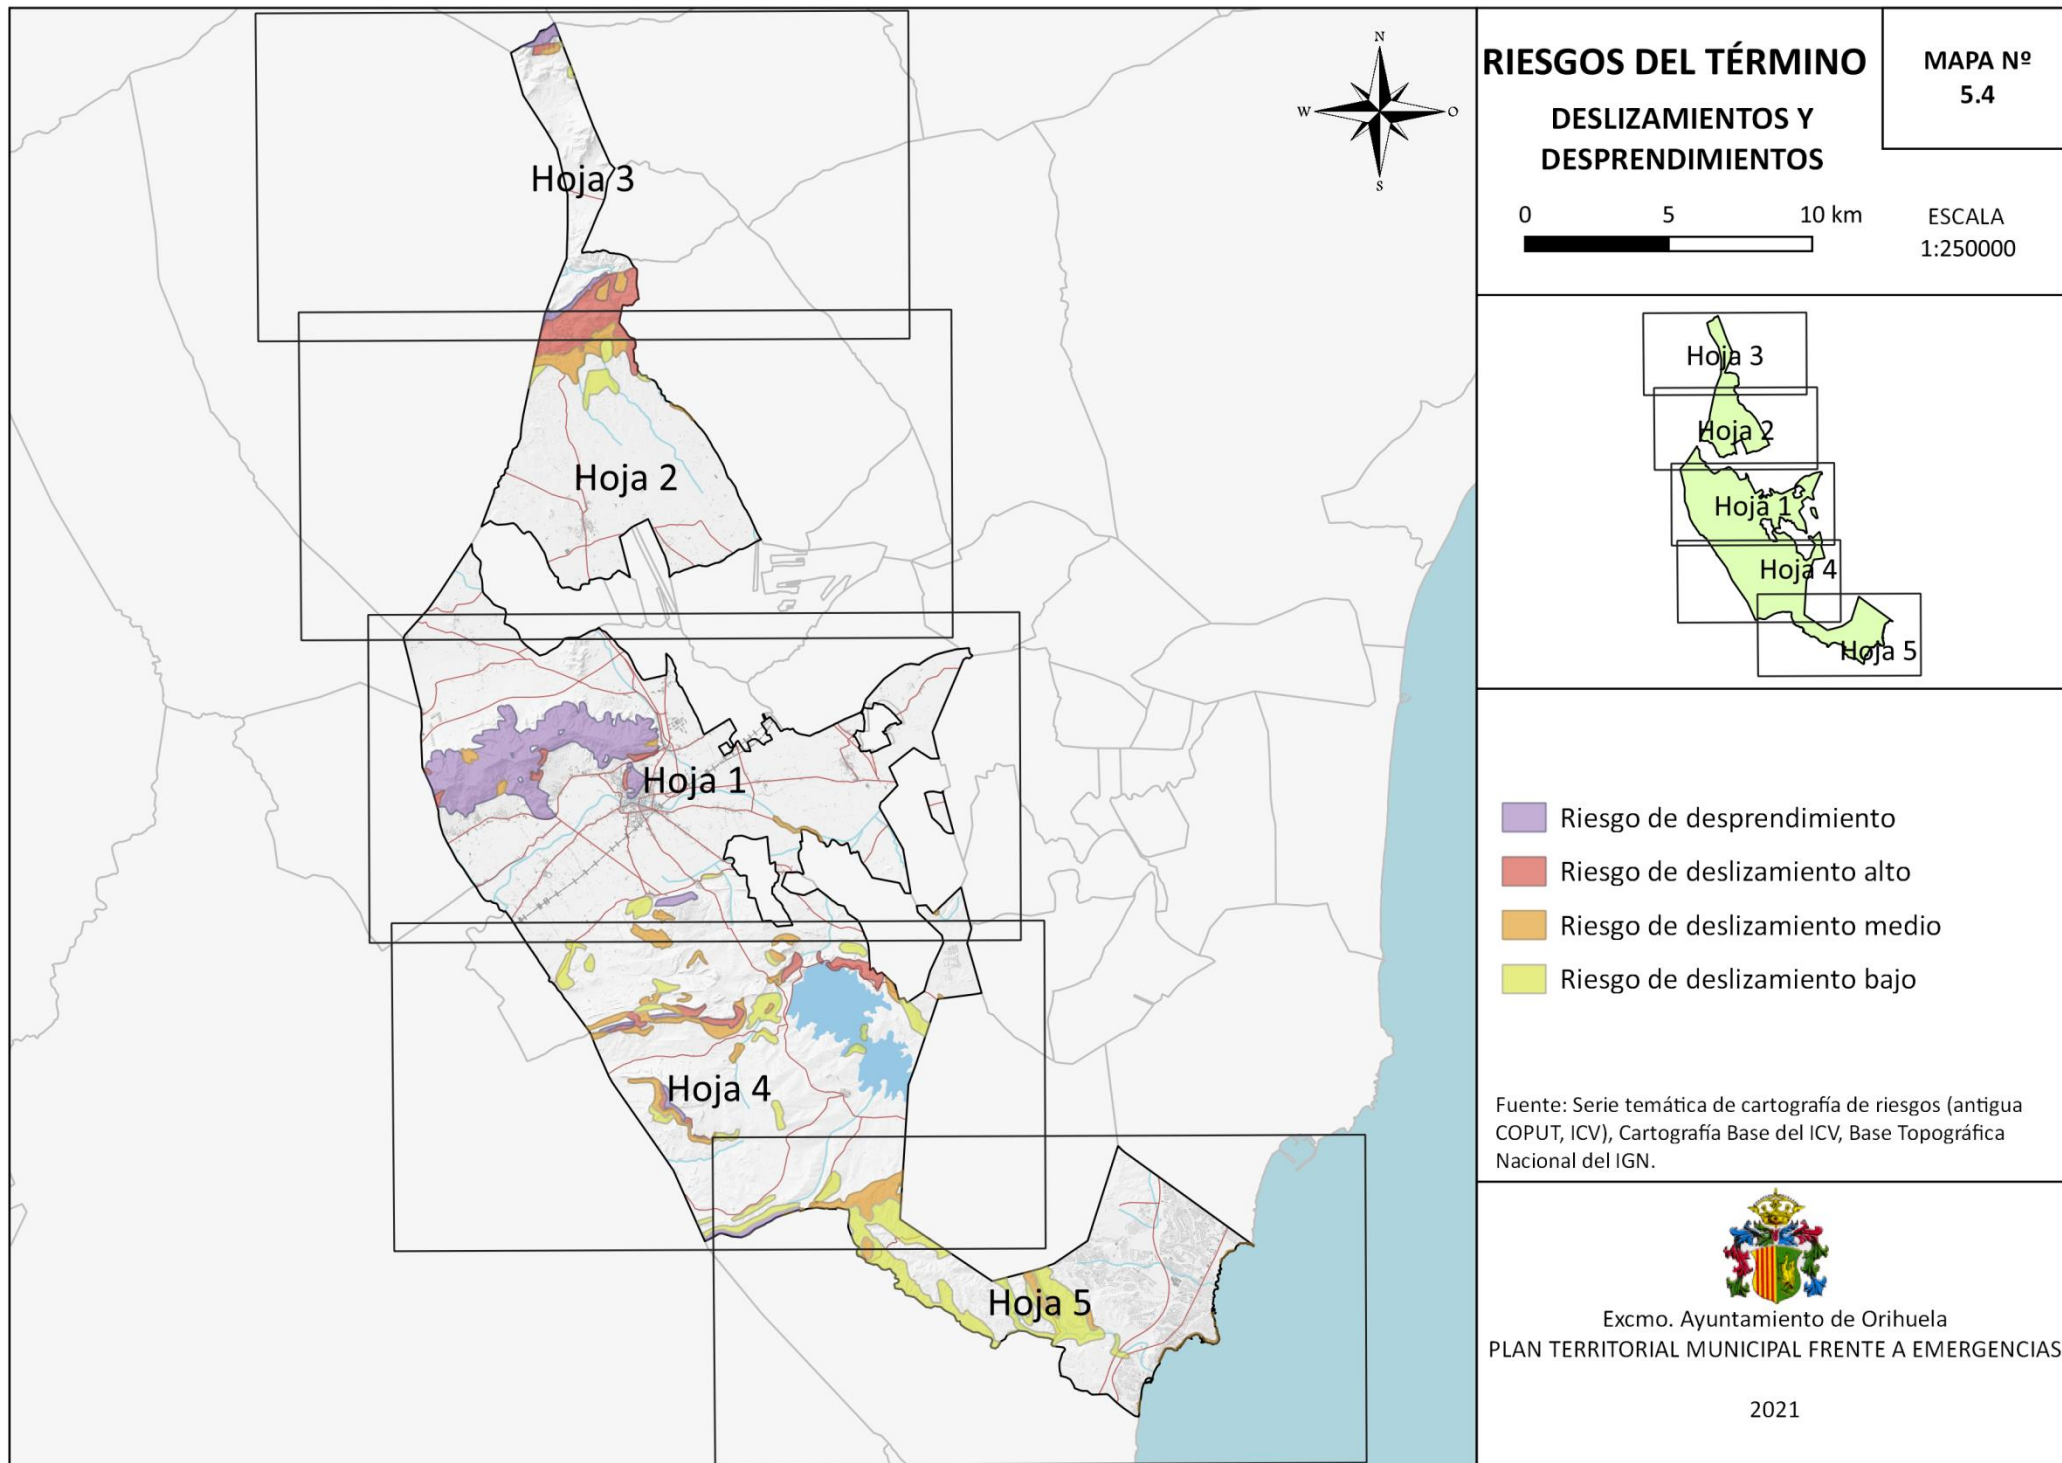 N
W
O
S
Hoja 3
Hoja 2
Hoja 1
Hoja 4
Hoja 5
RIESGOS DEL TÉRMINO
DESLIZAMIENTOS Y
DESPRENDIMIENTOS
MAPA Nº
5.4
0 5 10 km
ESCALA
1:250000
Hoja 3
Hoja 2
Hoja 1
Hoja 4
Hoja 5
Riesgo de desprendimiento
Riesgo de deslizamiento alto
Riesgo de deslizamiento medio
Riesgo de deslizamiento bajo
Fuente: Serie temática de cartografía de riesgos (antigua
COPUT, ICV), Cartografía Base del ICV, Base Topográfica
Nacional del IGN.
Excmo. Ayuntamiento de Orihuela
PLAN TERRITORIAL MUNICIPAL FRENTE A EMERGENCIAS
2021